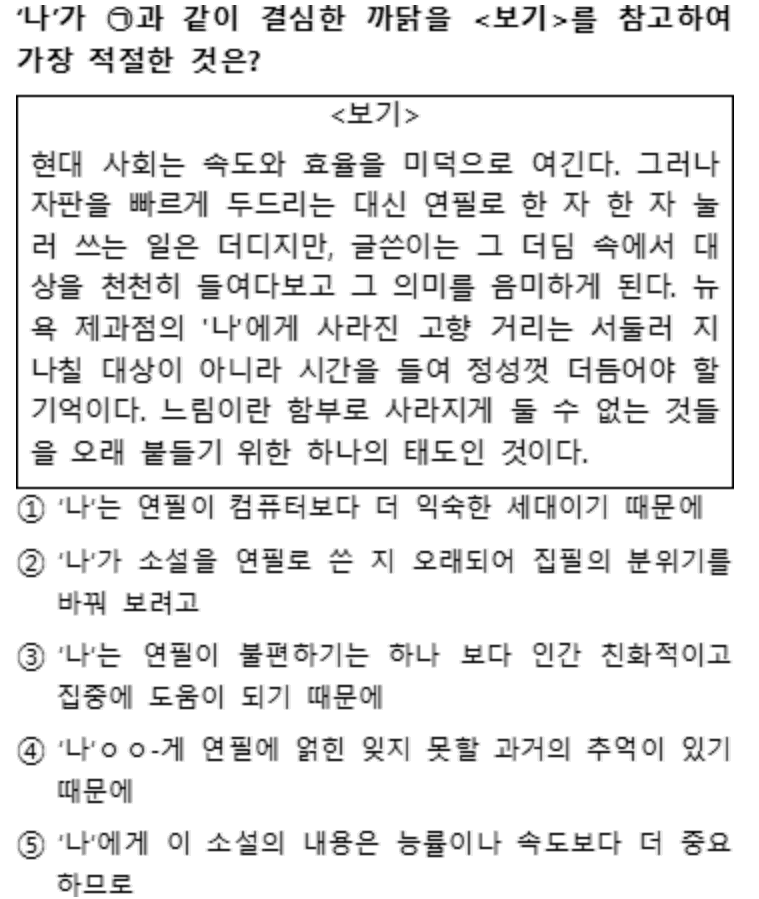 '나'가 ㉠과 같이 결심한 까닭을 <보기>를 참고하여
가장 적절한 것은?
<보기>
현대 사회는 속도와 효율을 미덕으로 여긴다. 그러나
자판을 빠르게 두드리는 대신 연필로 한 자 한 자 눌
러 쓰는 일은 더디지만, 글쓴이는 그 더딤 속에서 대
상을 천천히 들여다보고 그 의미를 음미하게 된다. 뉴
욕 제과점의 '나'에게 사라진 고향 거리는 서둘러 지
나칠 대상이 아니라 시간을 들여 정성껏 더듬어야 할
기억이다. 느림이란 함부로 사라지게 둘 수 없는 것들
을 오래 붙들기 위한 하나의 태도인 것이다.
① '나'는 연필이 컴퓨터보다 더 익숙한 세대이기 때문에
② '나'가 소설을 연필로 쓴 지 오래되어 집필의 분위기를
바꿔 보려고
③ '나'는 연필이 불편하기는 하나 보다 인간 친화적이고
집중에 도움이 되기 때문에
④ '나'ㅇㅇ-게 연필에 얽힌 잊지 못할 과거의 추억이 있기
때문에
⑤ '나'에게 이 소설의 내용은 능률이나 속도보다 더 중요
하므로